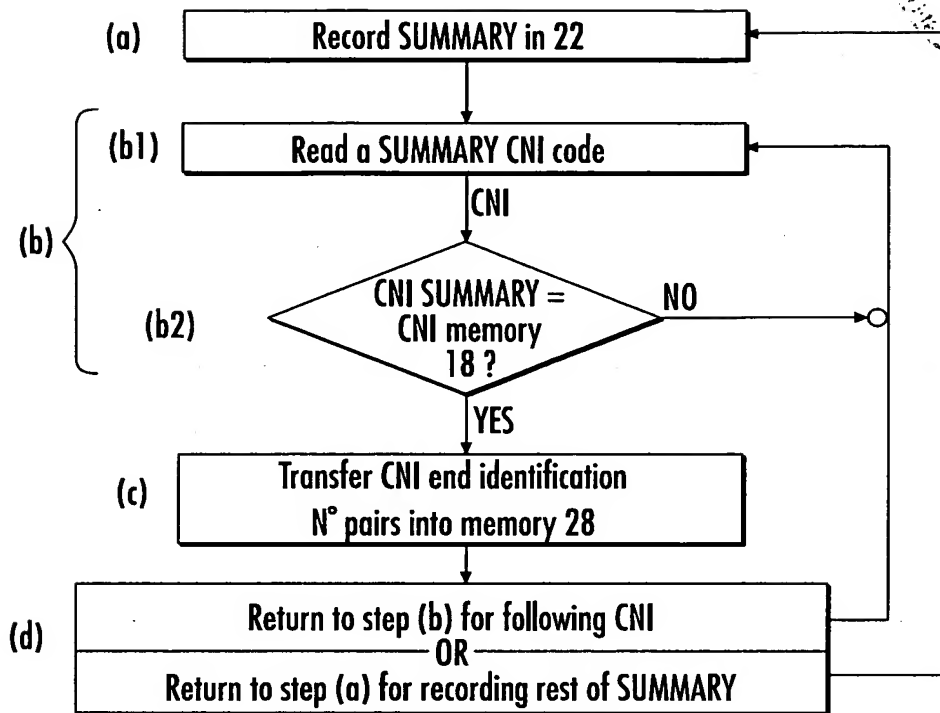 (a)
Record SUMMARY in 22
(b)
(b1)
Read a SUMMARY CNI code
CNI
(b2)
CNI SUMMARY =
CNI memory
18 ?
NO
YES
(c)
Transfer CNI end identification
N° pairs into memory 28
(d)
Return to step (b) for following CNI
OR
Return to step (a) for recording rest of SUMMARY